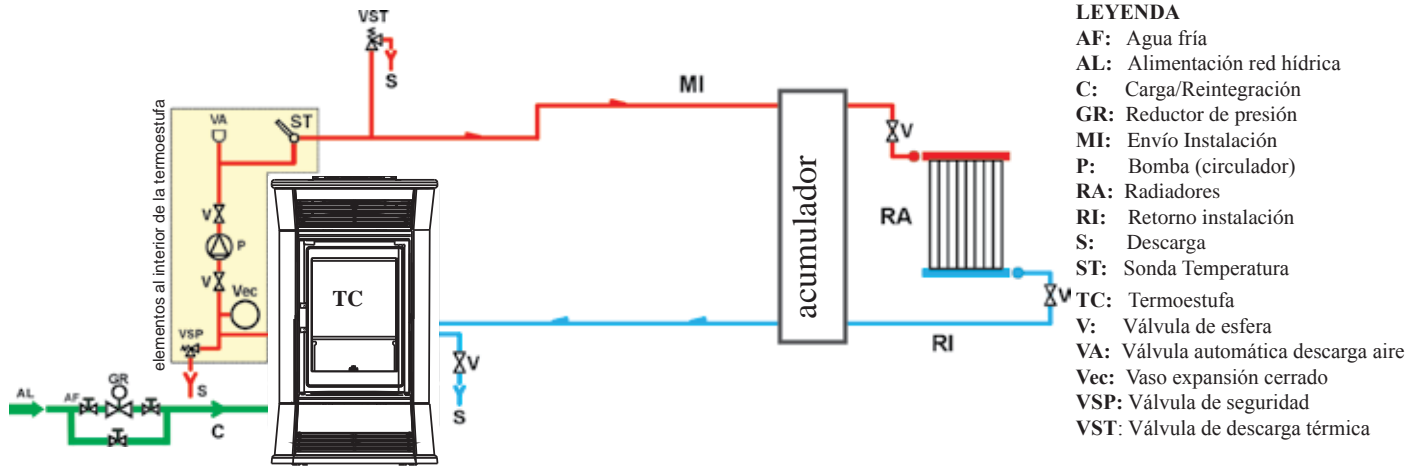 VST
S
MI
VA
ST
V
P
V
Vec
VSP
S
elementos al interior de la termoestufa
TC
acumulador
V
RA
V
RI
V
S
AL
AF
GR
C
LEYENDA
AF: Agua fría
AL: Alimentación red hídrica
C: Carga/Reintegración
GR: Reductor de presión
MI: Envío Instalación
P: Bomba (circulador)
RA: Radiadores
RI: Retorno instalación
S: Descarga
ST: Sonda Temperatura
TC: Termoestufa
V: Válvula de esfera
VA: Válvula automática descarga aire
Vec: Vaso expansión cerrado
VSP: Válvula de seguridad
VST: Válvula de descarga térmica